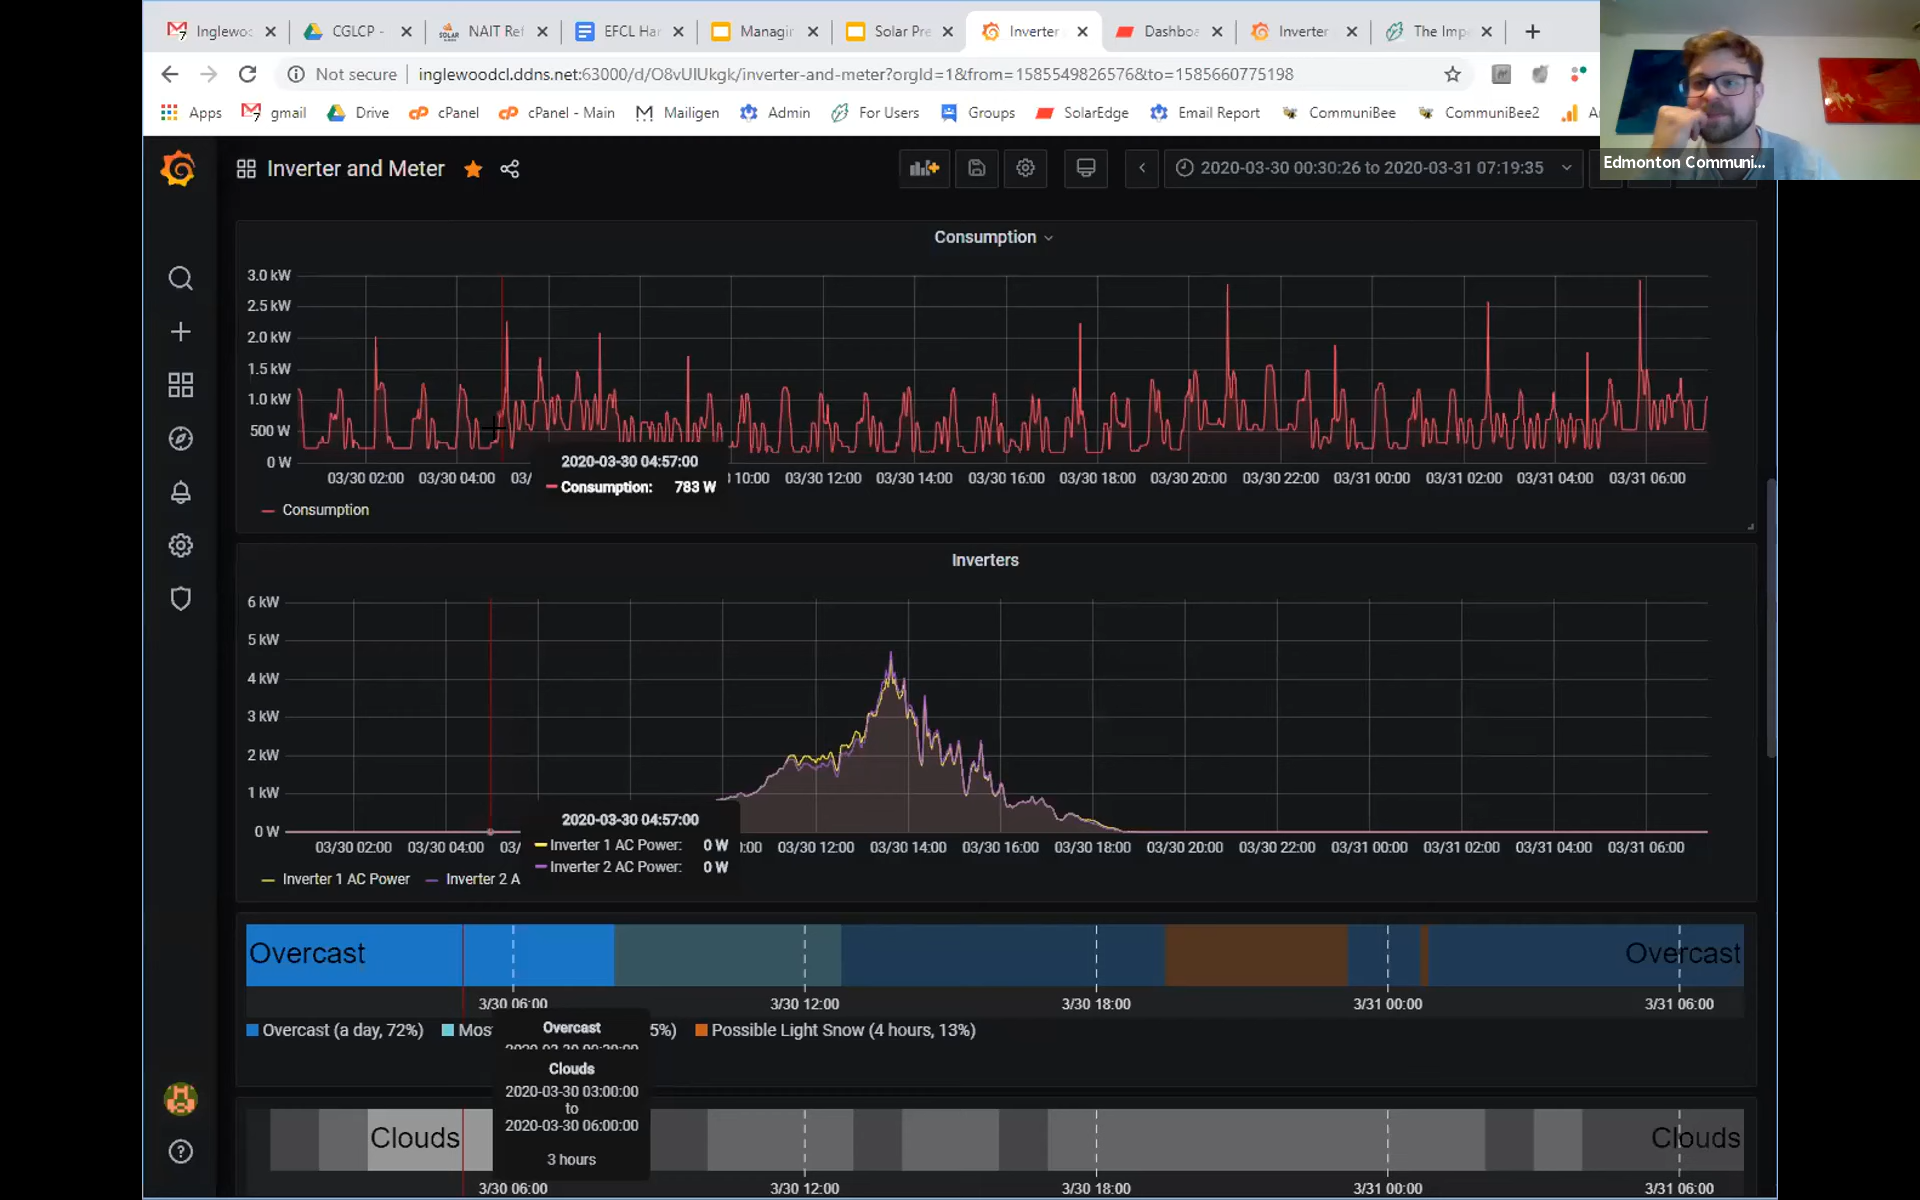 Inglewo
CGLCP -
NAIT Ref
EFCL Har
Managin
Solar Pre
Inverter
Dashboa
Inverter
The Imp
Not secure
inglewoodcl.ddns.net:63000/d/O8vUIUkgk/inverter-and-meter?orgId=1&from=1585549826576&to=1585660775198
Apps
gmail
Drive
cPanel
cPanel - Main
Mailigen
Admin
For Users
Groups
SolarEdge
Email Report
CommuniBee
CommuniBee2
Edmonton Communi...
Inverter and Meter
2020-03-30 00:30:26 to 2020-03-31 07:19:35
Consumption
3.0 kW
2.5 kW
2.0 kW
1.5 kW
1.0 kW
500 W
0 W
03/30 02:00 03/30 04:00 03/ 10:00 03/30 12:00 03/30 14:00 03/30 16:00 03/30 18:00 03/30 20:00 03/30 22:00 03/31 00:00 03/31 02:00 03/31 04:00 03/31 06:00
2020-03-30 04:57:00
Consumption: 783 W
Consumption
Inverters
6 kW
5 kW
4 kW
3 kW
2 kW
1 kW
0 W
03/30 02:00 03/30 04:00 03/ :00 03/30 12:00 03/30 14:00 03/30 16:00 03/30 18:00 03/30 20:00 03/30 22:00 03/31 00:00 03/31 02:00 03/31 04:00 03/31 06:00
2020-03-30 04:57:00
Inverter 1 AC Power: 0 W
Inverter 2 AC Power: 0 W
Inverter 1 AC Power Inverter 2 A
Overcast Overcast
3/30 06:00 3/30 12:00 3/30 18:00 3/31 00:00 3/31 06:00
Overcast (a day, 72%) Mos 5%) Possible Light Snow (4 hours, 13%)
Overcast
Clouds
2020-03-30 03:00:00
to
2020-03-30 06:00:00
3 hours
Clouds Clouds
3/30 06:00 3/30 12:00 3/30 18:00 3/31 00:00 3/31 06:00